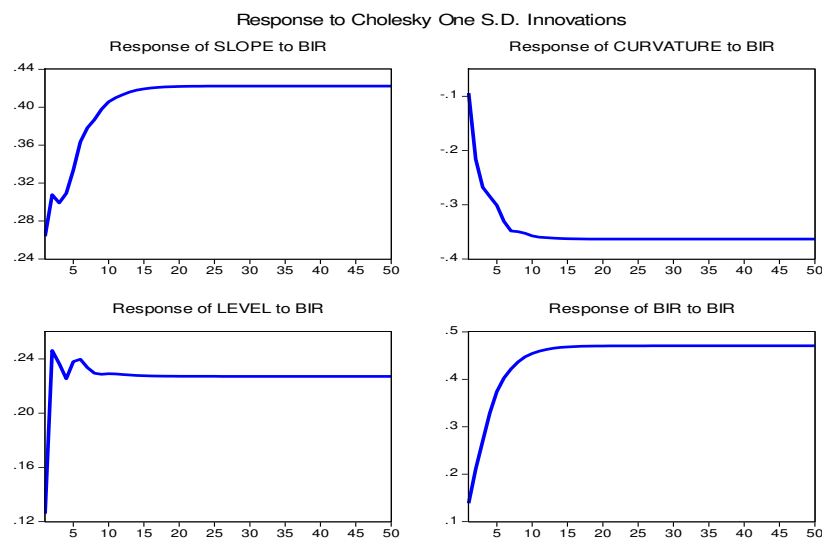 Response to Cholesky One S.D. Innovations
Response of SLOPE to BIR
.44
.40
.36
.32
.28
.24
5 10 15 20 25 30 35 40 45 50
Response of CURVATURE to BIR
-.1
-.2
-.3
-.4
5 10 15 20 25 30 35 40 45 50
Response of LEVEL to BIR
.24
.20
.16
.12
5 10 15 20 25 30 35 40 45 50
Response of BIR to BIR
.5
.4
.3
.2
.1
5 10 15 20 25 30 35 40 45 50